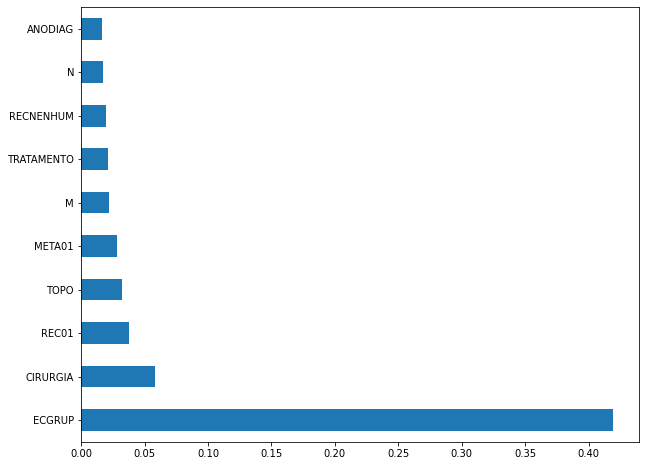 ANODIAG
N
RECNENHUM
TRATAMENTO
M
META01
TOPO
REC01
CIRURGIA
ECGRUP
0.00 0.05 0.10 0.15 0.20 0.25 0.30 0.35 0.40